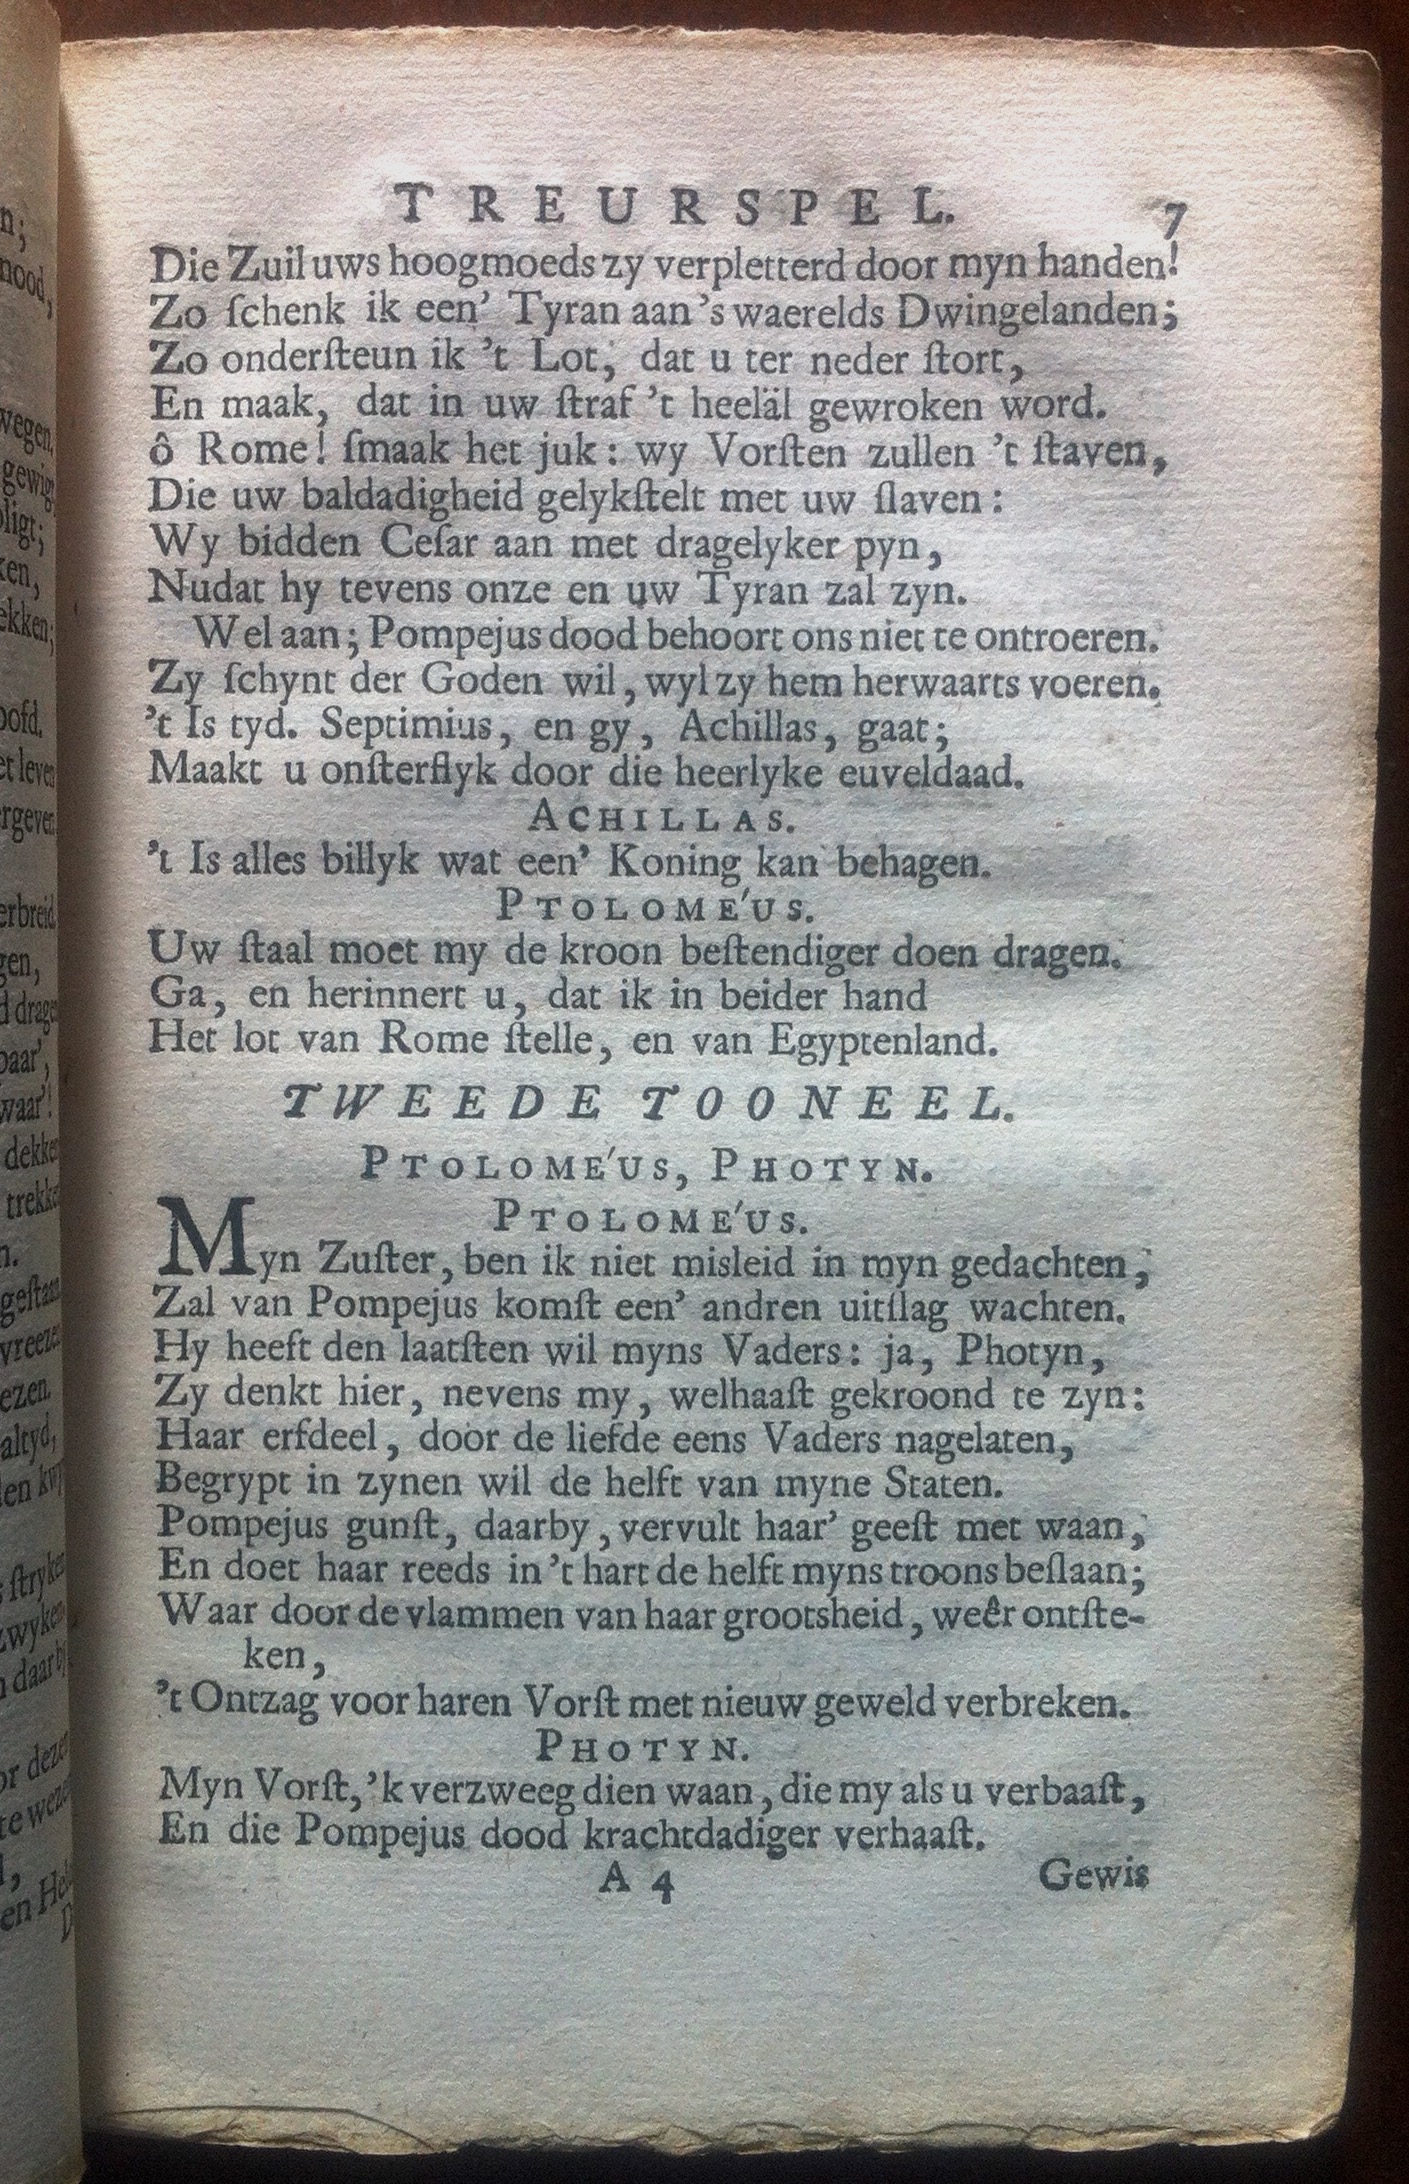 TREURSPEL. 7
Die Zuil uws hoogmoeds zy verpletterd door myn handen!
Zo ſchenk ik een’ Tyran aan ’s waerelds Dwingelanden;
Zo onderſteun ik ’t Lot, dat u ter neder ſtort,
En maak, dat in uw ſtraf ’t heeläl gewroken word.
ô Rome! ſmaak het juk: wy Vorſten zullen ’t ſtaven,
Die uw baldadigheid gelykſtelt met uw ſlaven:
Wy bidden Ceſar aan met dragelyker pyn,
Nudat hy tevens onze en uw Tyran zal zyn.
Wel aan; Pompejus dood behoort ons niet te ontroeren.
Zy ſchynt der Goden wil, wyl zy hem herwaarts voeren.
’t Is tyd. Septimius, en gy, Achillas, gaat;
Maakt u onſterflyk door die heerlyke euveldaad.
ACHILLAS.
’t Is alles billyk wat een’ Koning kan behagen.
PTOLOME´US.
Uw ſtaal moet my de kroon beſtendiger doen dragen.
Ga, en herinnert u, dat ik in beider hand
Het lot van Rome ſtelle, en van Egyptenland.
TWEEDE TOONEEL.
PTOLOME´US, PHOTYN.
PTOLOME´US.
Myn Zuſter, ben ik niet misleid in myn gedachten,
Zal van Pompejus komſt een’ andren uitſlag wachten.
Hy heeft den laatſten wil myns Vaders: ja, Photyn,
Zy denkt hier, nevens my, welhaaſt gekroond te zyn:
Haar erfdeel, door de liefde eens Vaders nagelaten,
Begrypt in zynen wil de helft van myne Staten.
Pompejus gunſt, daarby, vervult haar’ geeſt met waan,
En doet haar reeds in ’t hart de helft myns troons beſlaan;
Waar door de vlammen van haar grootsheid, weêr ontſte-
ken,
’t Ontzag voor haren Vorſt met nieuw geweld verbreken.
PHOTYN.
Myn Vorſt, ’k verzweeg dien waan, die my als u verbaaſt,
En die Pompejus dood krachtdadiger verhaaſt.
A 4 Gewis